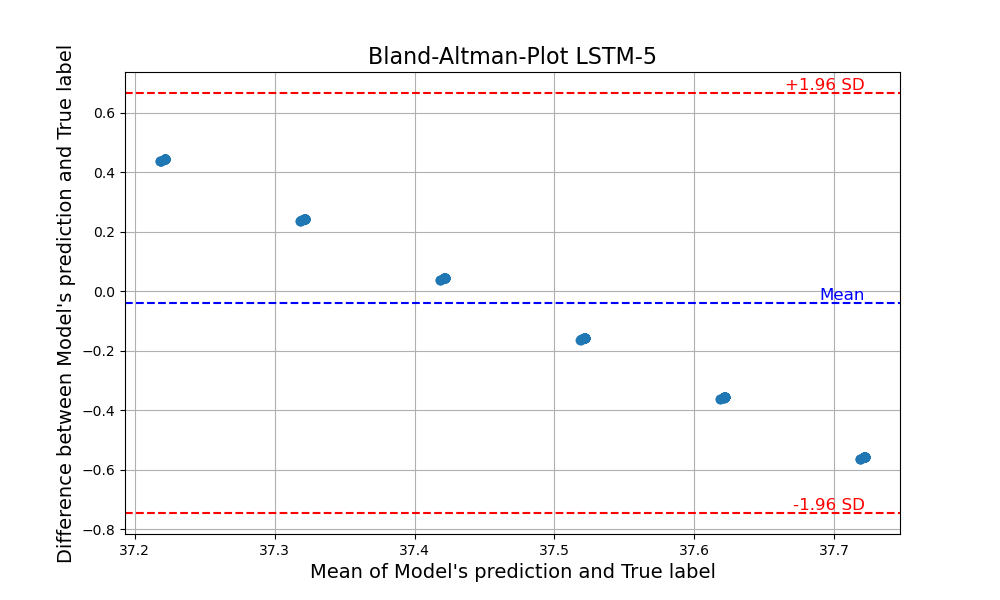 Bland-Altman-Plot LSTM-5
Difference between Model's prediction and True label
0.6
0.4
0.2
0.0
−0.2
−0.4
−0.6
−0.8
+1.96 SD
Mean
-1.96 SD
37.2 37.3 37.4 37.5 37.6 37.7
Mean of Model's prediction and True label